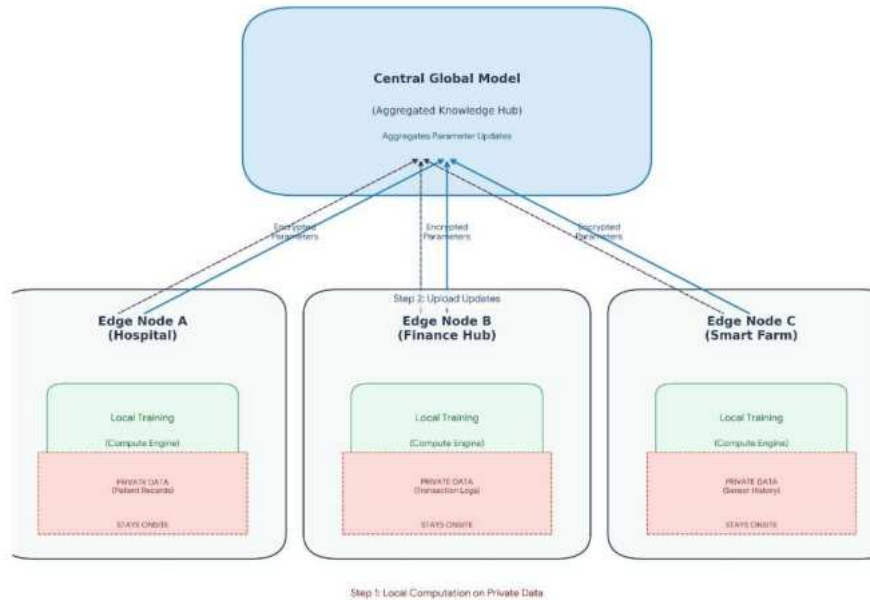 Central Global Model
(Aggregated Knowledge Hub)
Aggregates Parameter Updates
Encrypted
Parameters
Encrypted
Parameters
Encrypted
Parameters
Step 2: Upload Updates
Edge Node A
(Hospital)
Edge Node B
(Finance Hub)
Edge Node C
(Smart Farm)
Local Training
(Compute Engine)
Local Training
(Compute Engine)
Local Training
(Compute Engine)
PRIVATE DATA
(Patient Records)
STAYS ONSITE
PRIVATE DATA
(Transaction Logs)
STAYS ONSITE
PRIVATE DATA
(Sensor History)
STAYS ONSITE
Step 1: Local Computation on Private Data